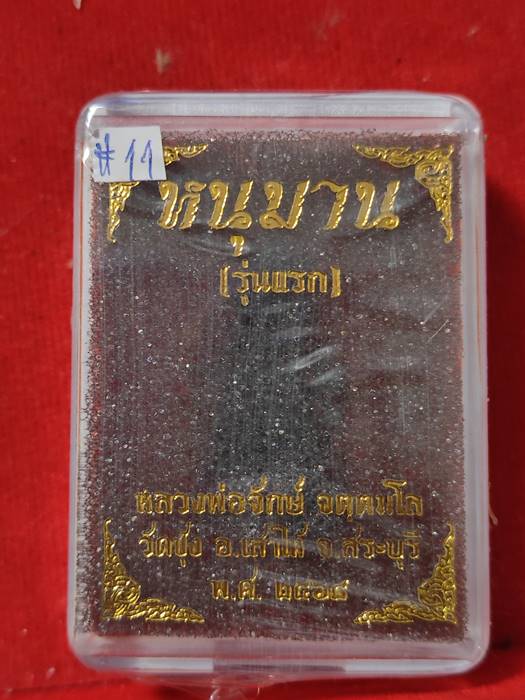 #11
หนุมาน
(รุ่นแรก)
หลวงพ่อจักษ์ จตฺตมโล
วัดชุ้ง อ.เสาไห้ จ.สระบุรี
พ.ศ. ๒๕๖๘